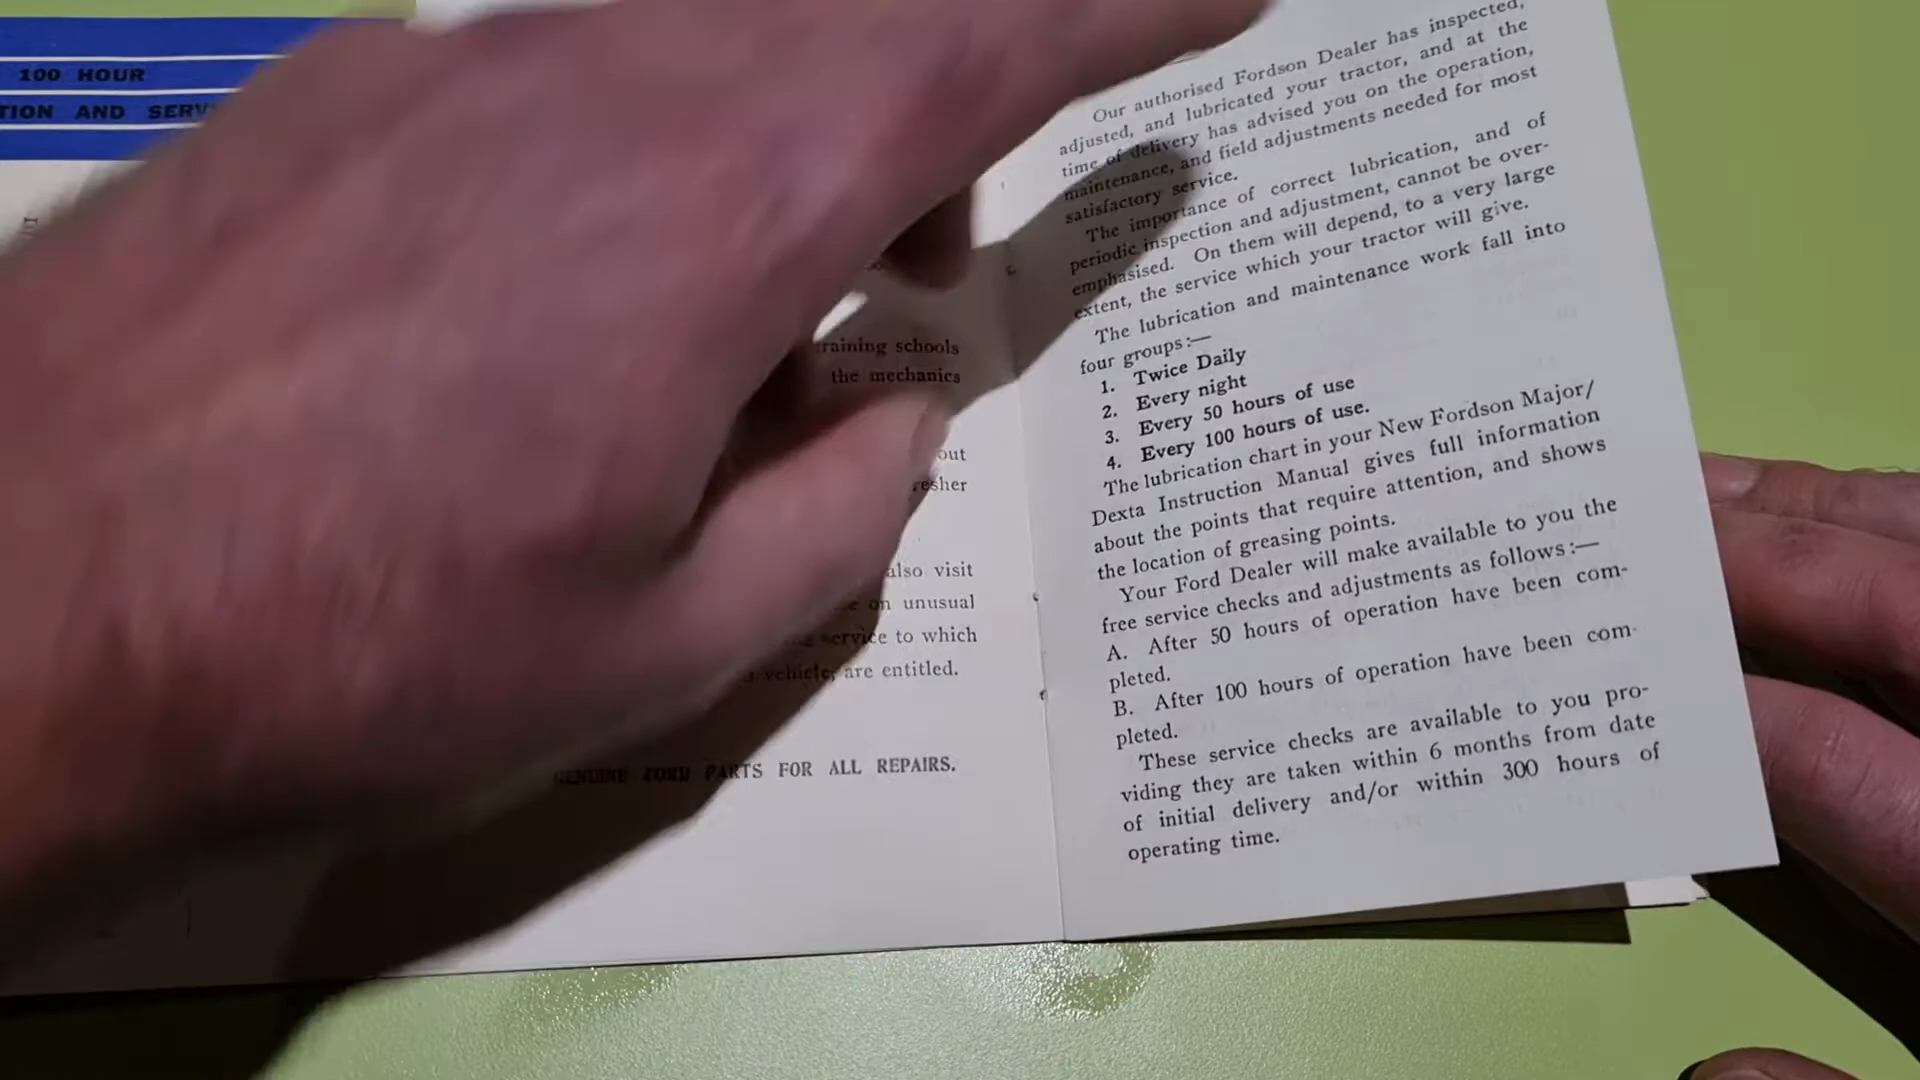 100 HOUR
TION AND SERV
raining schools
the mechanics
out
resher
also visit
on unusual
service to which
vehicle, are entitled.
GENUINE FORD PARTS FOR ALL REPAIRS.
Our authorised Fordson Dealer has inspected,
adjusted, and lubricated your tractor, and at the
time of delivery has advised you on the operation,
maintenance, and field adjustments needed for most
satisfactory service.
The importance of correct lubrication, and of
periodic inspection and adjustment, cannot be over-
emphasised. On them will depend, to a very large
extent, the service which your tractor will give.
The lubrication and maintenance work fall into
four groups:—
1. Twice Daily
2. Every night
3. Every 50 hours of use
4. Every 100 hours of use.
The lubrication chart in your New Fordson Major/
Dexta Instruction Manual gives full information
about the points that require attention, and shows
the location of greasing points.
Your Ford Dealer will make available to you the
free service checks and adjustments as follows:—
A. After 50 hours of operation have been com-
pleted.
B. After 100 hours of operation have been com-
pleted.
These service checks are available to you pro-
viding they are taken within 6 months from date
of initial delivery and/or within 300 hours of
operating time.